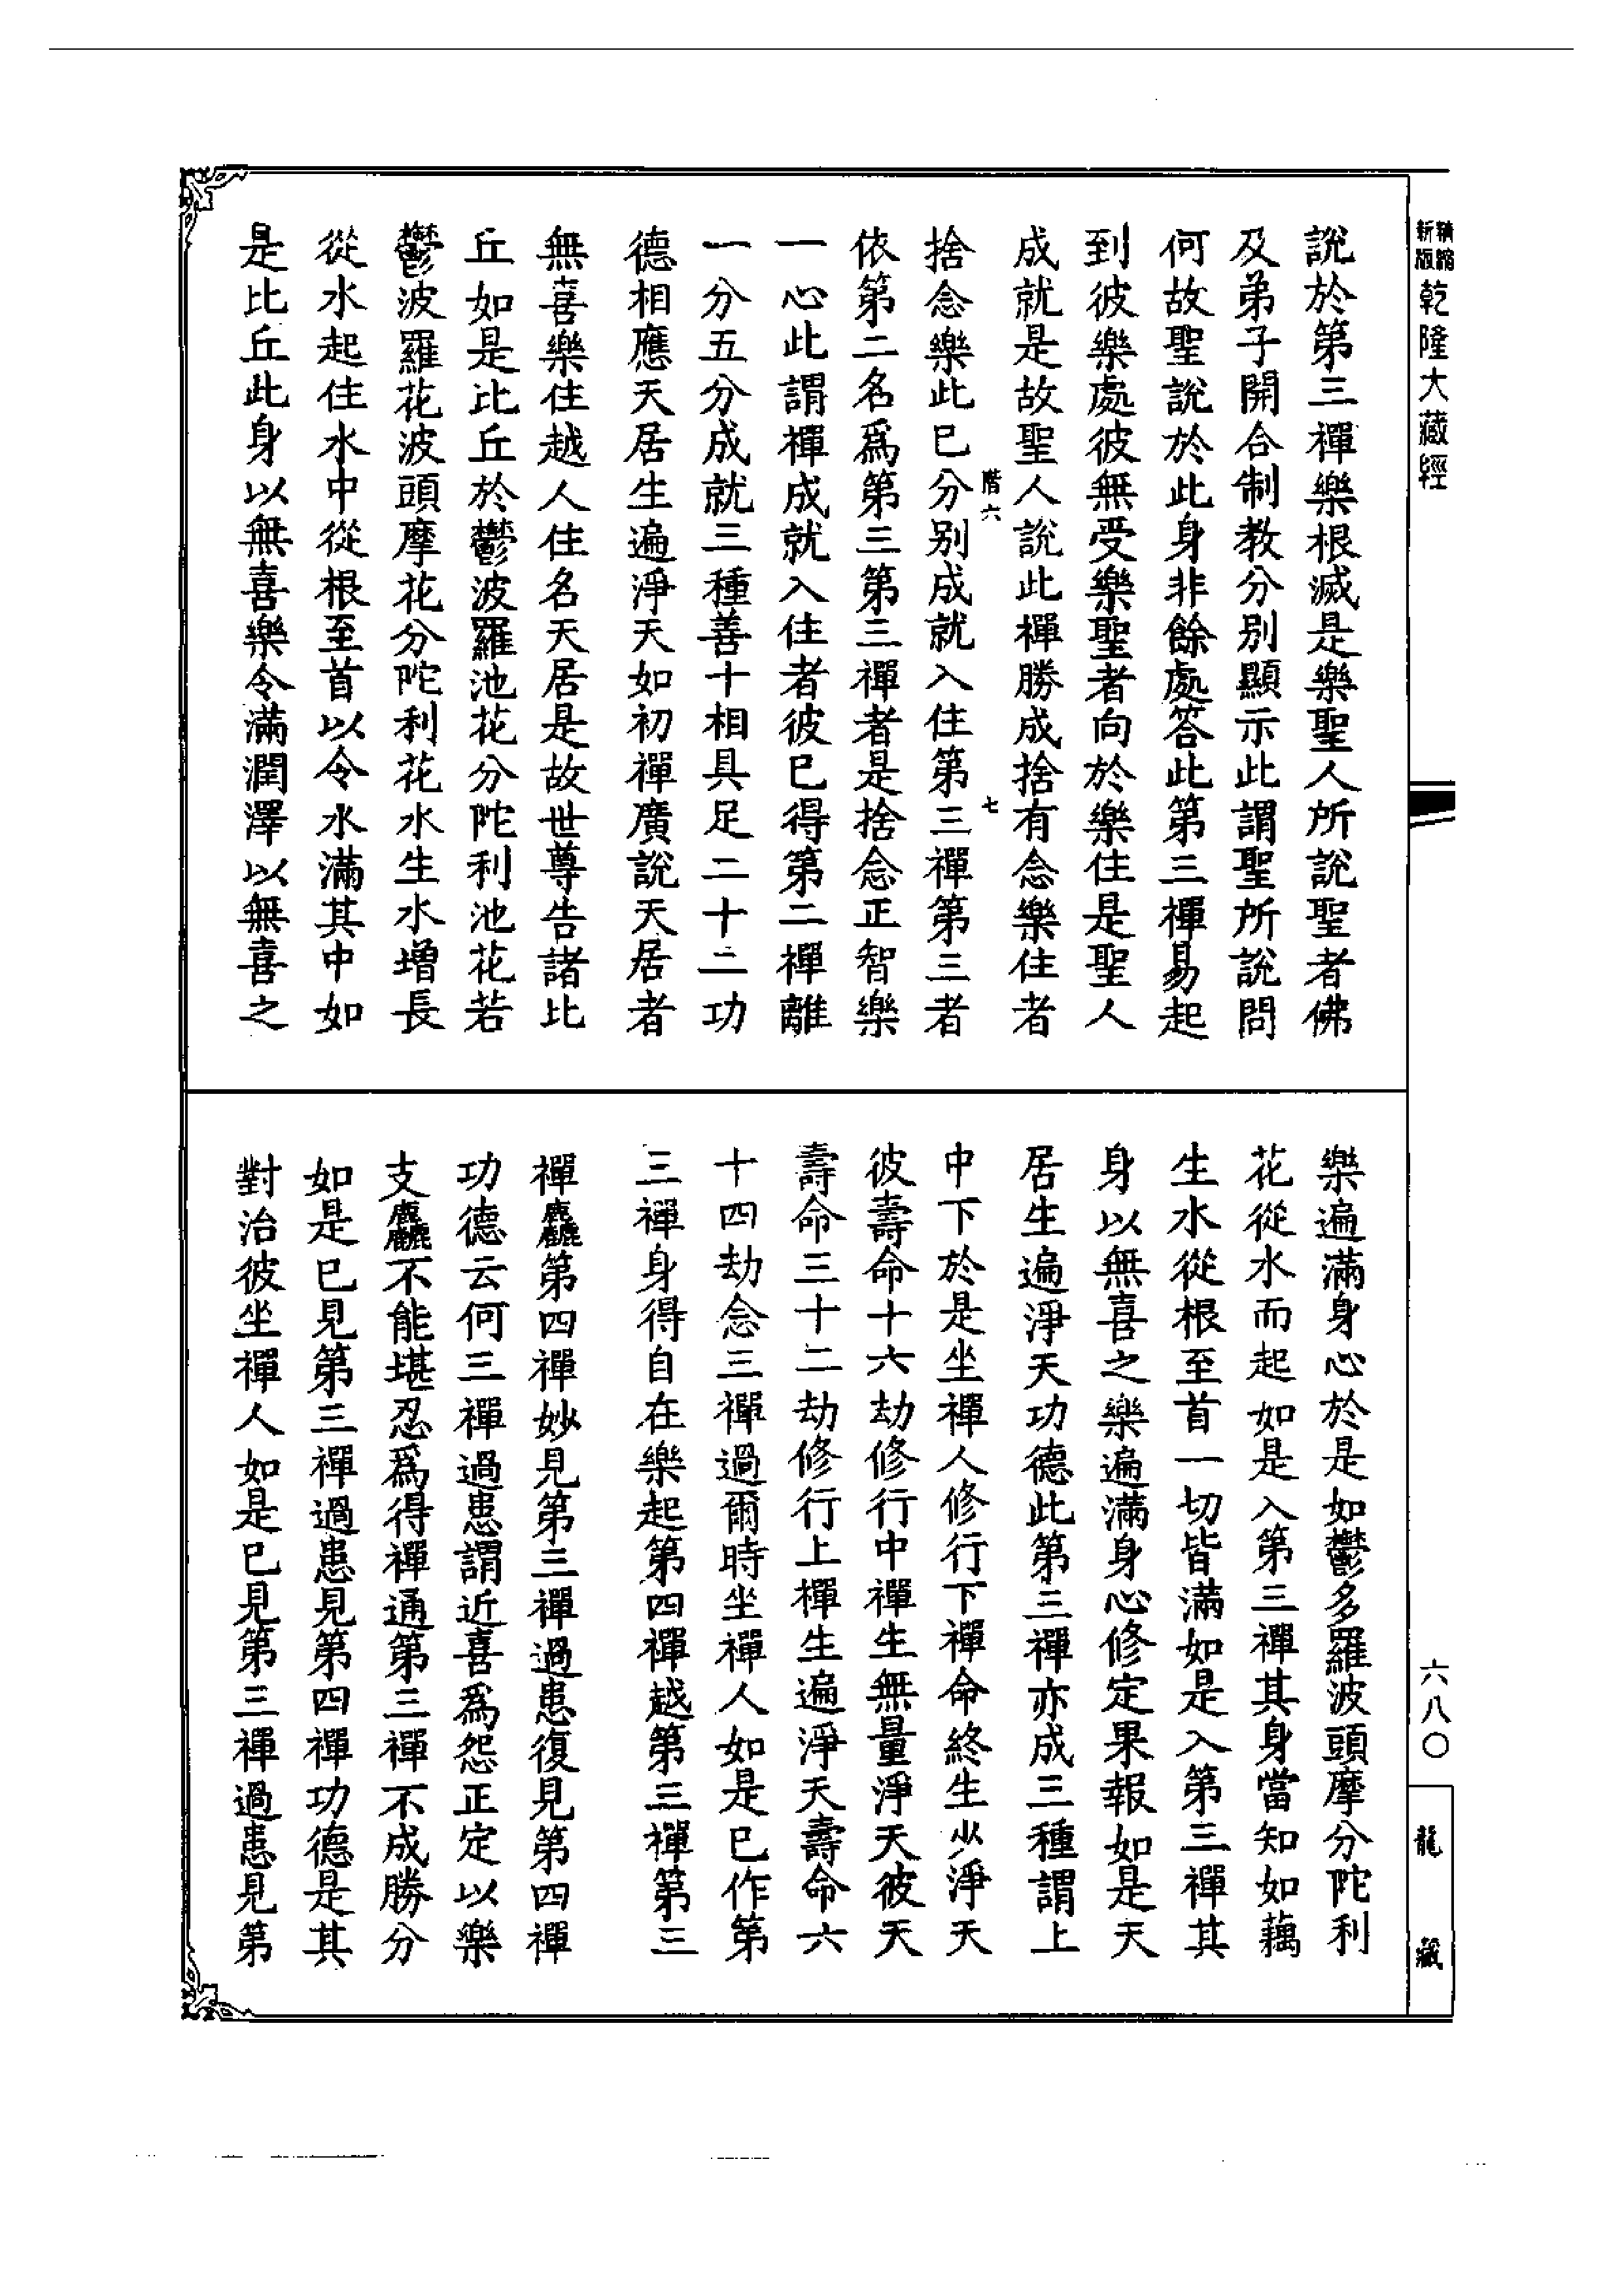 精縮
新版
乾隆大藏經
說於第三禪樂根滅是樂聖人所說聖者佛
及弟子開合制教分別顯示此謂聖所說問
何故聖說於此身非餘處答此第三禪易起
到彼樂處彼無受樂聖者向於樂住是聖人
成就是故聖人說此禪勝成捨有念樂住者
階六
七
捨念樂此已分別成就入住第三禪第三者
依第二名爲第三第三禪者是捨念正智樂
一心此謂禪成就入住者彼已得第二禪離
一分五分成就三種善十相具足二十二功
德相應天居生遍淨天如初禪廣說天居者
無喜樂住越人住名天居是故世尊告諸比
丘如是比丘於鬱波羅池花分陀利池花若
鬱波羅花波頭摩花分陀利花水生水增長
從水起住水中從根至首以令水滿其中如
是比丘此身以無喜樂令滿潤澤以無喜之
樂遍滿身心於是如鬱多羅波頭摩分陀利
花從水而起如是入第三禪其身當知如藕
生水從根至首一切皆滿如是入第三禪其
身以無喜之樂遍滿身心修定果報如是天
居生遍淨天功德此第三禪亦成三種謂上
中下於是坐禪人修行下禪命終生少淨天
彼壽命十六劫修行中禪生無量淨天彼天
壽命三十二劫修行上禪生遍淨天壽命六
十四劫念三禪過爾時坐禪人如是已作第
三禪身得自在樂起第四禪越第三禪第三
禪麤第四禪妙見第三禪過患復見第四禪
功德云何三禪過患謂近喜爲怨正定以樂
支麤不能堪忍爲得禪通第三禪不成勝分
如是已見第三禪過患見第四禪功德是其
對治彼坐禪人如是已見第三禪過患見第
六八〇
龍
藏